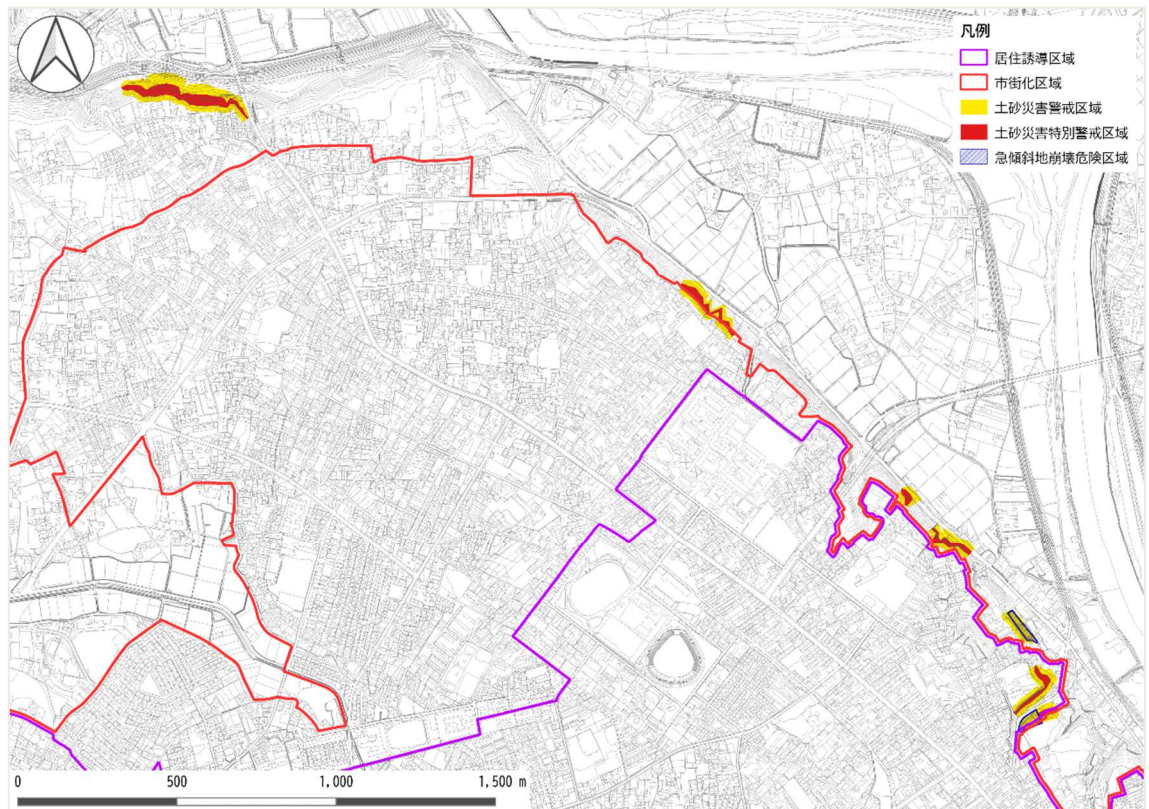 凡例
居住誘導区域
市街化区域
土砂災害警戒区域
土砂災害特別警戒区域
急傾斜地崩壊危険区域
0 500 1,000 1,500 m